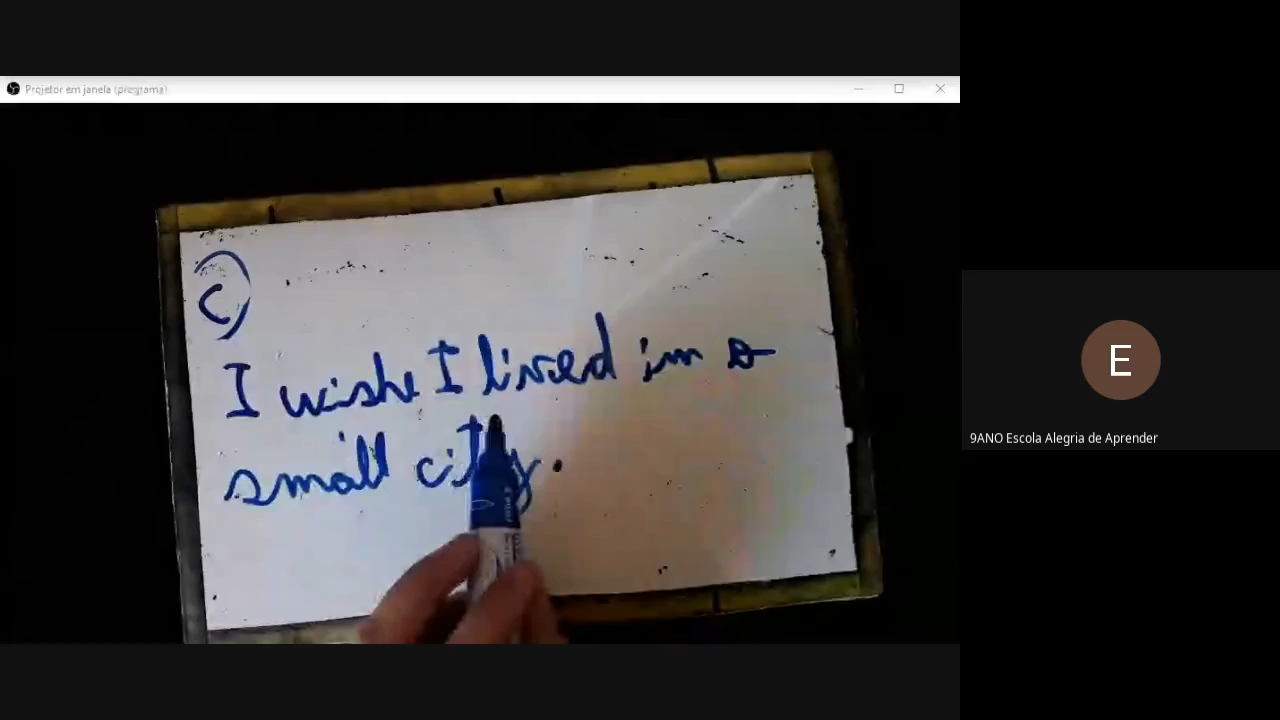 Projetor em janela (programa)
C)
I wish I lived in a
small city.
E
9ANO Escola Alegria de Aprender